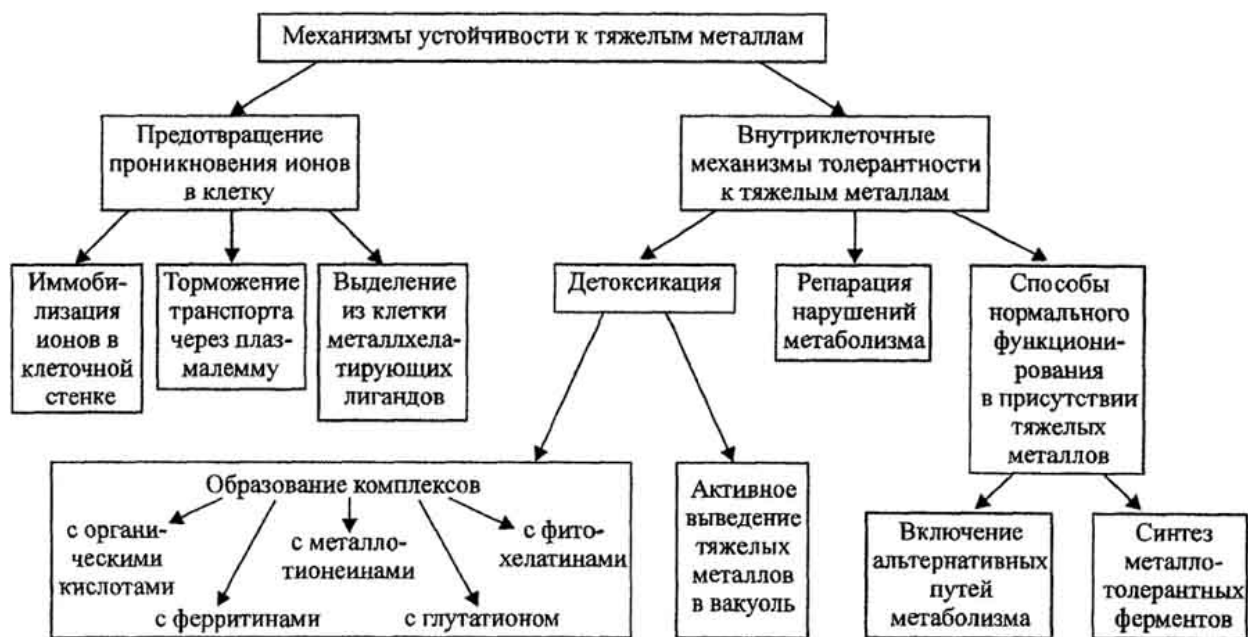 Механизмы устойчивости к тяжелым металлам
Предотвращение
проникновения ионов
в клетку
Внутриклеточные
механизмы толерантности
к тяжелым металлам
Иммоби-
лизация
ионов в
клеточной
стенке
Торможение
транспорта
через плаз-
малемму
Выделение
из клетки
металлхела-
тирующих
лигандов
Детоксикация
Репарация
нарушений
метаболизма
Способы
нормального
функциони-
рования
в присутствии
тяжелых
металлов
Образование комплексов
с органи-
ческими
кислотами
с ферритинами
с металло-
тионеинами
с глутатионом
с фито-
хелатинами
Активное
выведение
тяжелых
металлов
в вакуоль
Включение
альтернативных
путей
метаболизма
Синтез
металло-
толерантных
ферментов